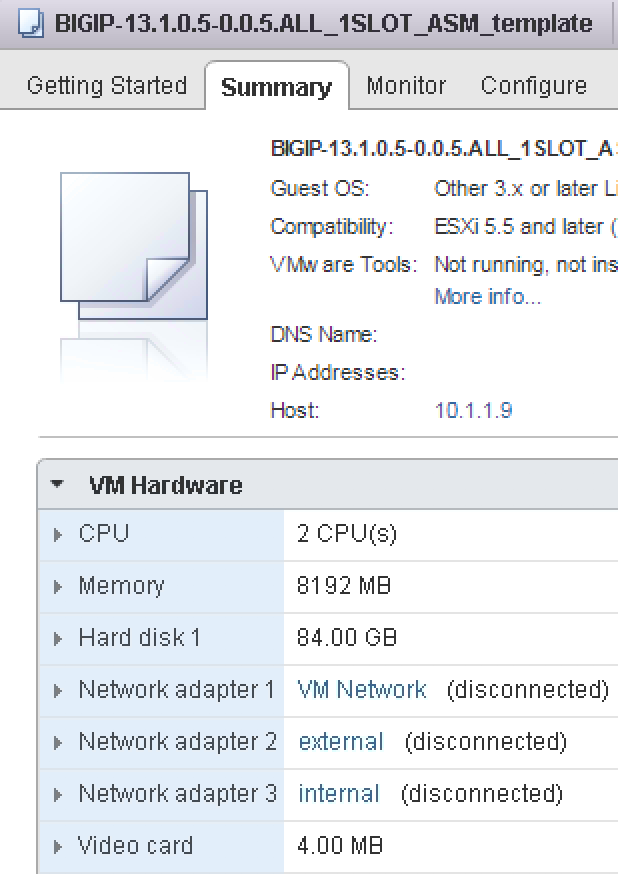 BIGIP-13.1.0.5-0.0.5.ALL_1SLOT_ASM_template
Getting Started Summary Monitor Configure
BIGIP-13.1.0.5-0.0.5.ALL_1SLOT_A
Guest OS: Other 3.x or later Li
Compatibility: ESXi 5.5 and later (
VMware Tools: Not running, not ins
More info...
DNS Name:
IP Addresses:
Host: 10.1.1.9
VM Hardware
CPU 2 CPU(s)
Memory 8192 MB
Hard disk 1 84.00 GB
Network adapter 1 VM Network (disconnected)
Network adapter 2 external (disconnected)
Network adapter 3 internal (disconnected)
Video card 4.00 MB